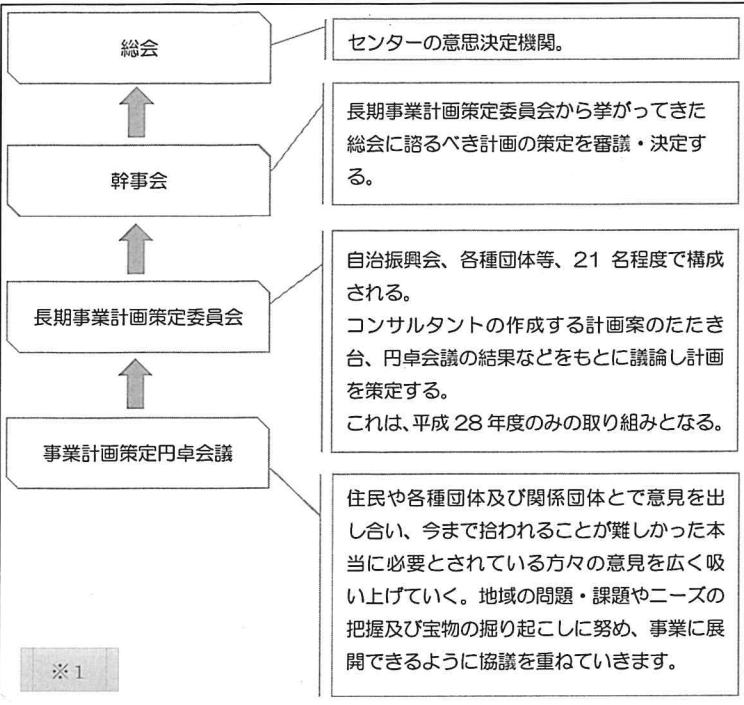 総会
センターの意思決定機関。
幹事会
長期事業計画策定委員会から挙がってきた
総会に諮るべき計画の策定を審議・決定す
る。
長期事業計画策定委員会
自治振興会、各種団体等、21 名程度で構成
される。
コンサルタントの作成する計画案のたたき
台、円卓会議の結果などをもとに議論し計画
を策定する。
これは、平成 28 年度のみの取り組みとなる。
事業計画策定円卓会議
住民や各種団体及び関係団体とで意見を出
し合い、今まで拾われることが難しかった本
当に必要とされている方々の意見を広く吸
い上げていく。地域の問題・課題やニーズの
把握及び宝物の掘り起こしに努め、事業に展
開できるように協議を重ねていきます。
※1